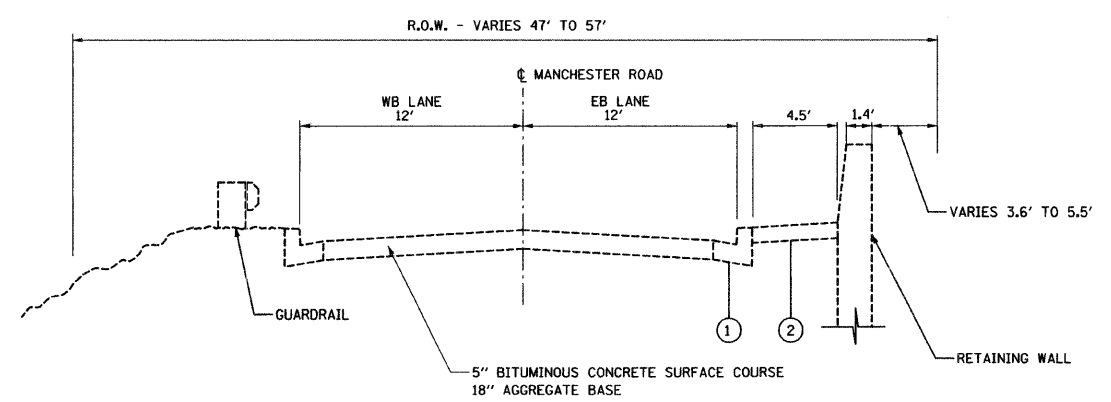 R.O.W. - VARIES 47' TO 57'
℄ MANCHESTER ROAD
WB LANE
12'
EB LANE
12'
4.5'
1.4'
VARIES 3.6' TO 5.5'
GUARDRAIL
1
2
RETAINING WALL
5" BITUMINOUS CONCRETE SURFACE COURSE
18" AGGREGATE BASE